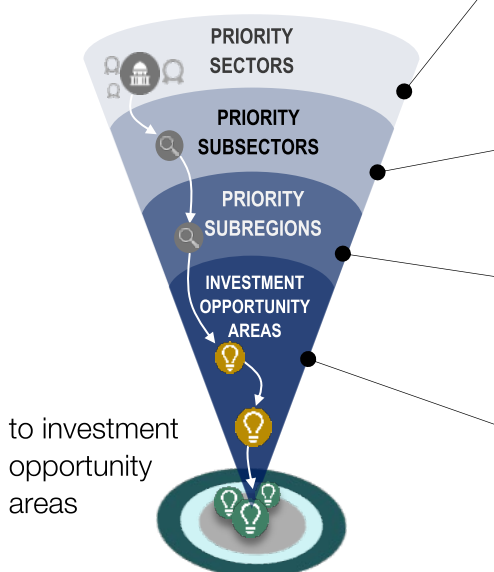 PRIORITY
SECTORS
PRIORITY
SUBSECTORS
PRIORITY
SUBREGIONS
INVESTMENT
OPPORTUNITY
AREAS
to investment
opportunity
areas